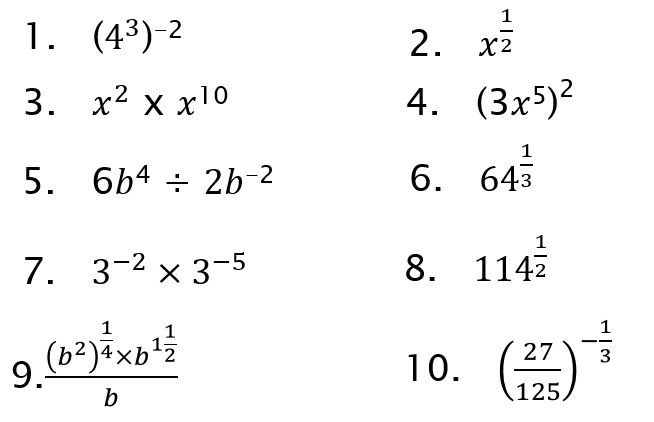 1. (4³)⁻² 2. x^(1/2)
3. x² x x¹⁰ 4. (3x⁵)²
5. 6b⁴ ÷ 2b⁻² 6. 64^(1/3)
7. 3⁻² × 3⁻⁵ 8. 114^(1/2)
9. ((b²)^(1/4) × b^(1 1/2)) / b 10. (27/125)^(-1/3)